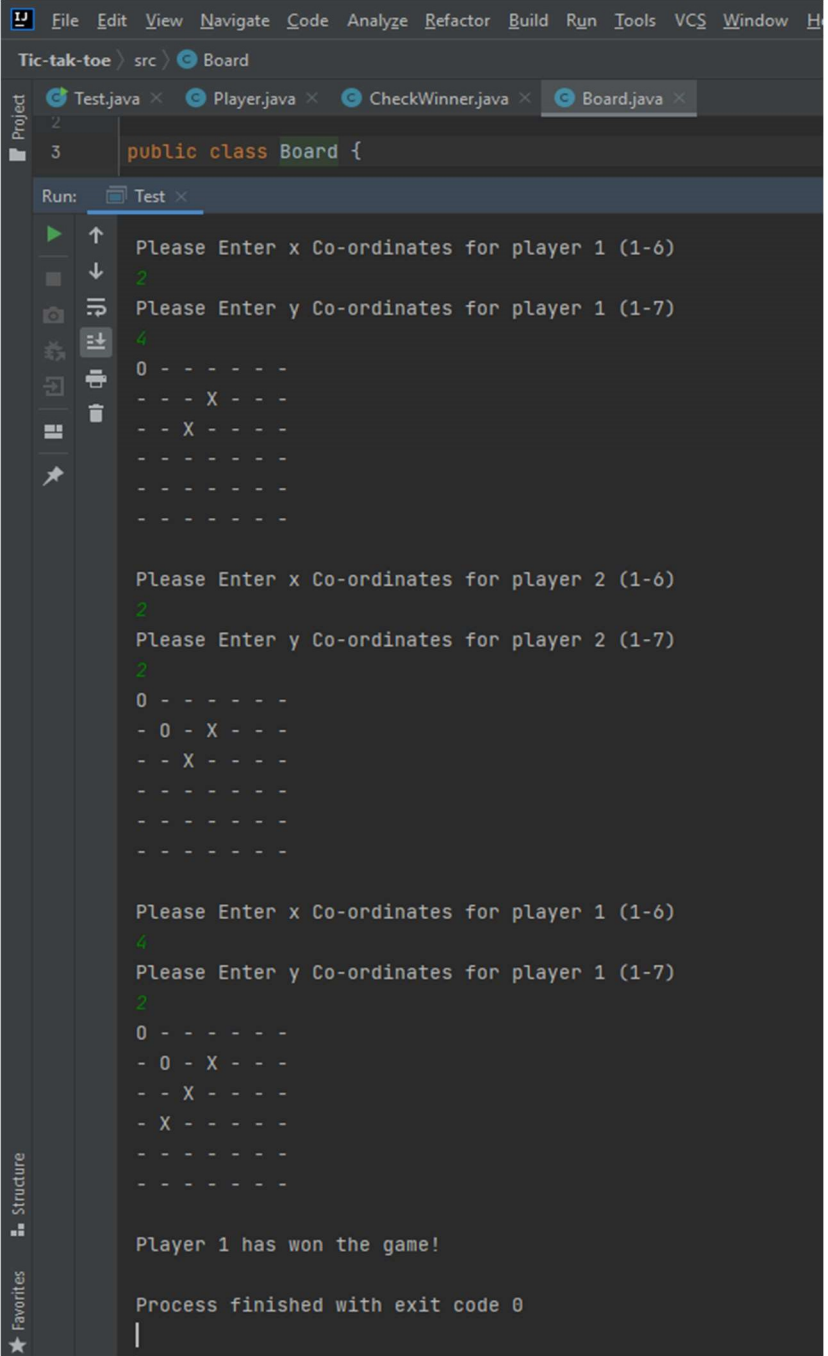 IJ File Edit View Navigate Code Analyze Refactor Build Run Tools VCS Window
Tic-tak-toe 〉 src 〉 C Board
Project
C Test.java × C Player.java × C CheckWinner.java × C Board.java ×
2
3 public class Board {
Run: Test ×
Please Enter x Co-ordinates for player 1 (1-6)
2
Please Enter y Co-ordinates for player 1 (1-7)
4
O - - - - - -
- - - X - - -
- - X - - - -
- - - - - - -
- - - - - - -
- - - - - - -
Please Enter x Co-ordinates for player 2 (1-6)
2
Please Enter y Co-ordinates for player 2 (1-7)
2
O - - - - - -
- O - X - - -
- - X - - - -
- - - - - - -
- - - - - - -
- - - - - - -
Please Enter x Co-ordinates for player 1 (1-6)
4
Please Enter y Co-ordinates for player 1 (1-7)
2
O - - - - - -
- O - X - - -
- - X - - - -
- X - - - - -
- - - - - - -
- - - - - - -
Player 1 has won the game!
Process finished with exit code 0
Structure
Favorites